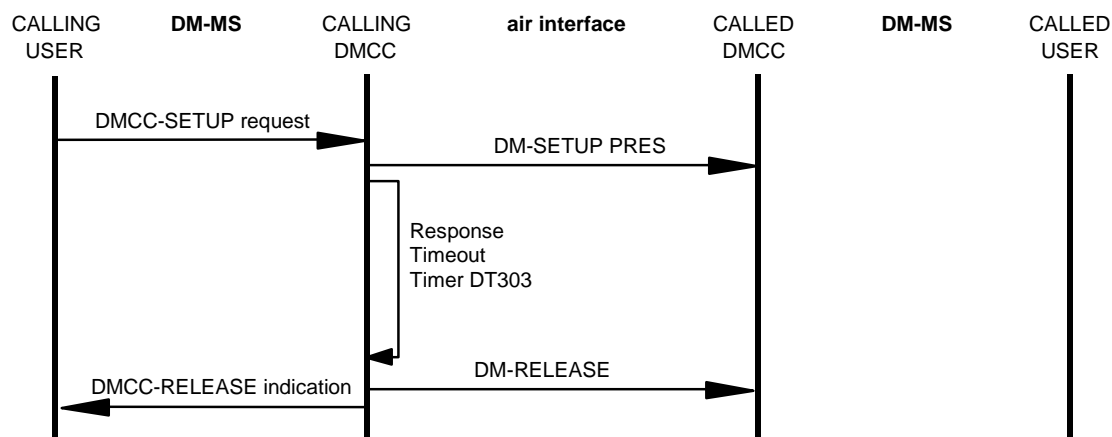 CALLING USER
DM-MS
CALLING DMCC
air interface
CALLED DMCC
DM-MS
CALLED USER
DMCC-SETUP request
DM-SETUP PRES
Response
Timeout
Timer DT303
DM-RELEASE
DMCC-RELEASE indication